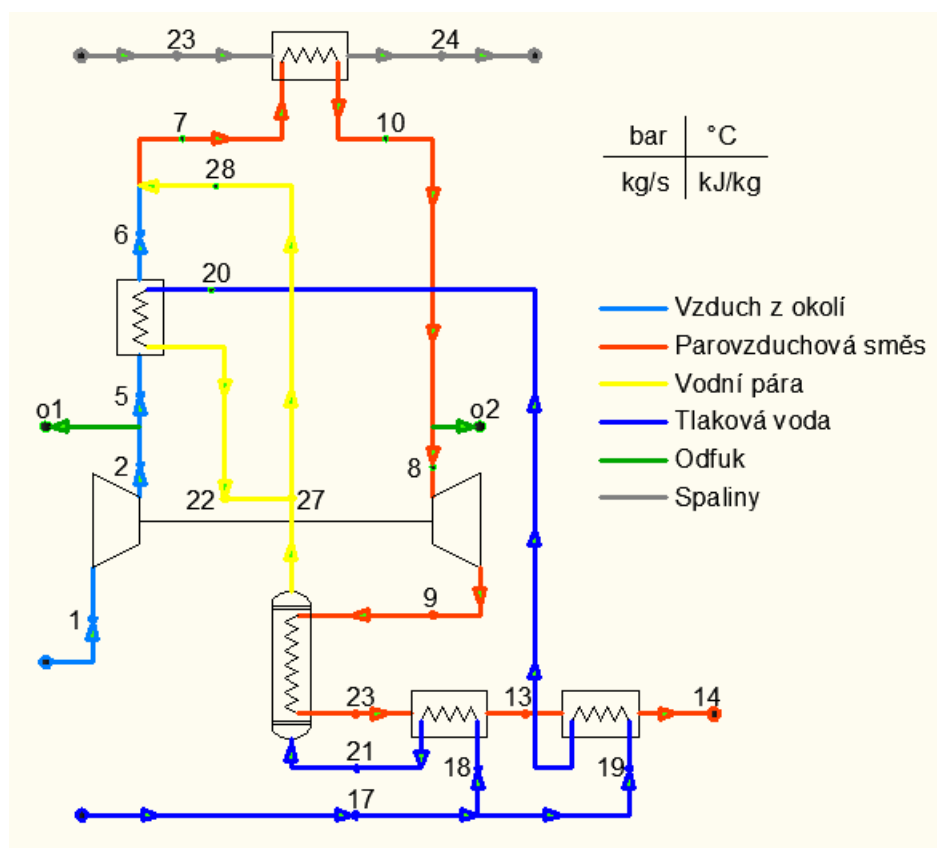 23
24
7
10
bar
°C
28
kg/s
kJ/kg
6
20
Vzduch z okolí
Parovzduchová směs
5
Vodní pára
o1
o2
Tlaková voda
2
8
Odfuk
22
27
Spaliny
9
1
23
13
14
21
18
19
17